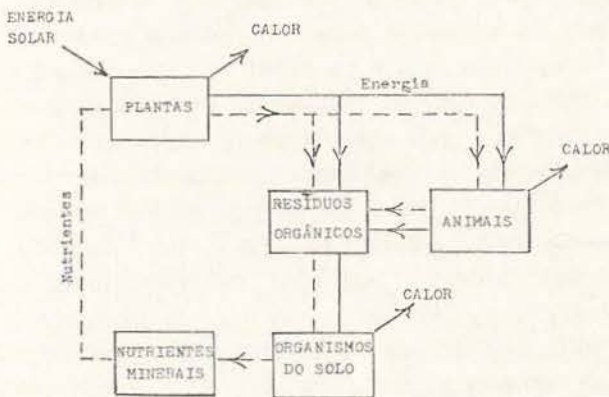 ENERGIA
SOLAR
CALOR
Energia
PLANTAS
CALOR
Nutrientes
RESÍDUOS
ORGÂNICOS
ANIMAIS
CALOR
NUTRIENTES
MINERAIS
ORGANISMOS
DO SOLO